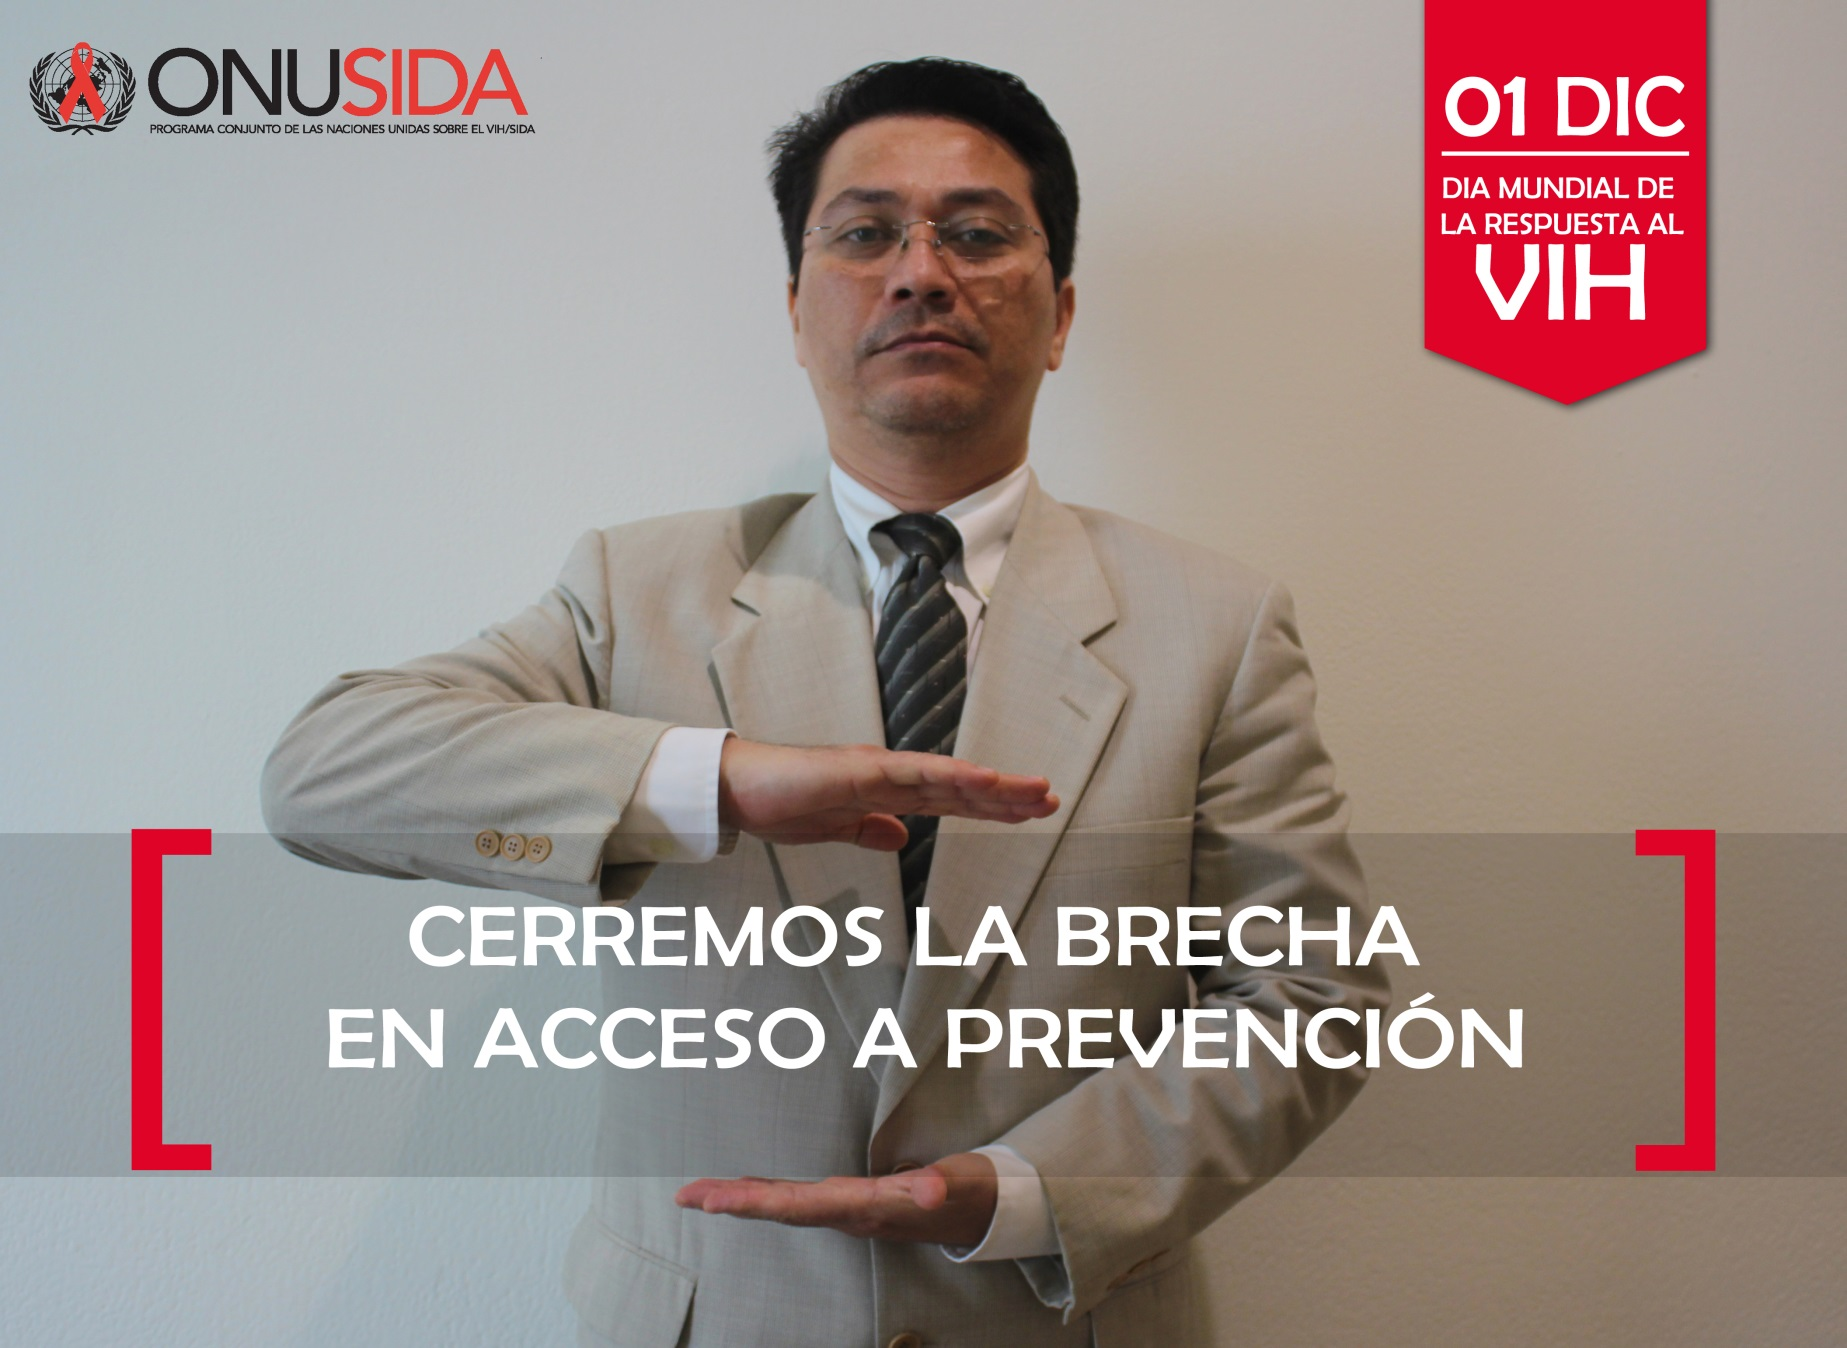 ONUSIDA
PROGRAMA CONJUNTO DE LAS NACIONES UNIDAS SOBRE EL VIH/SIDA
01 DIC
DIA MUNDIAL DE
LA RESPUESTA AL
VIH
CERREMOS LA BRECHA
EN ACCESO A PREVENCIÓN